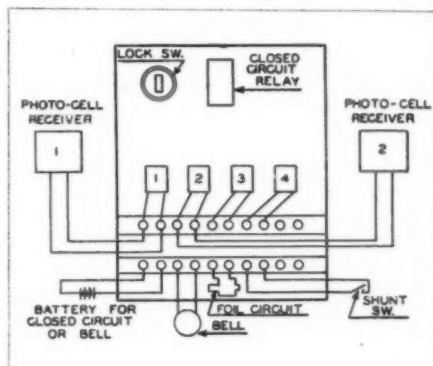 LOCK SW.
CLOSED
CIRCUIT
RELAY
PHOTO-CELL
RECEIVER
1
PHOTO-CELL
RECEIVER
2
1 2 3 4
BATTERY FOR
CLOSED CIRCUIT
OR BELL
FOIL CIRCUIT
BELL
SHUNT
SW.